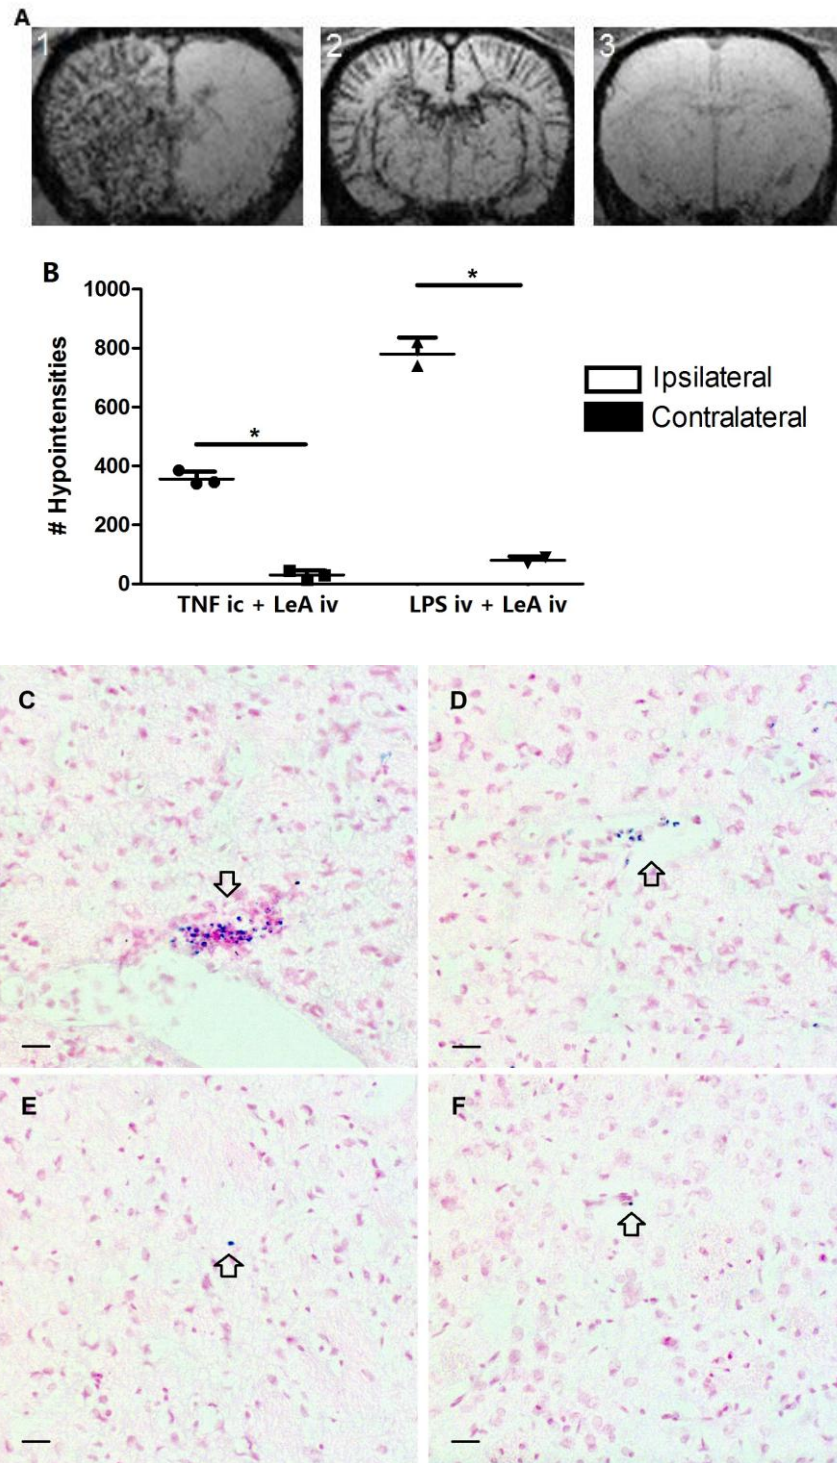 A
1 2 3
B
1000
800
600
400
200
0
# Hypointensities
*
*
TNF ic + LeA iv
LPS iv + LeA iv
Ipsilateral
Contralateral
C
D
E
F